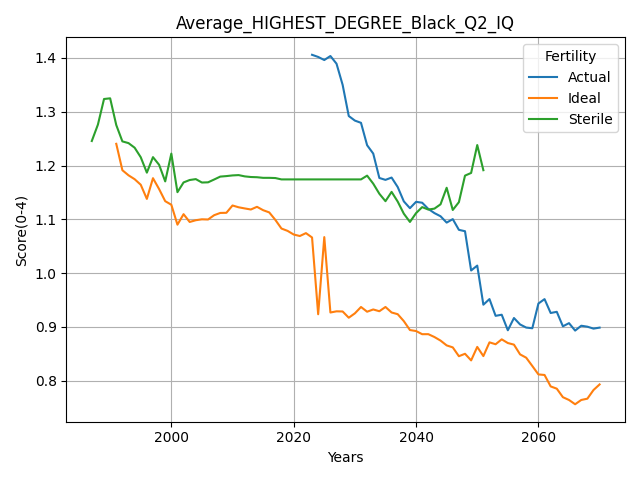 Average_HIGHEST_DEGREE_Black_Q2_IQ
Fertility
Actual
Ideal
Sterile
Score(0-4)
1.4
1.3
1.2
1.1
1.0
0.9
0.8
2000
2020
2040
2060
Years